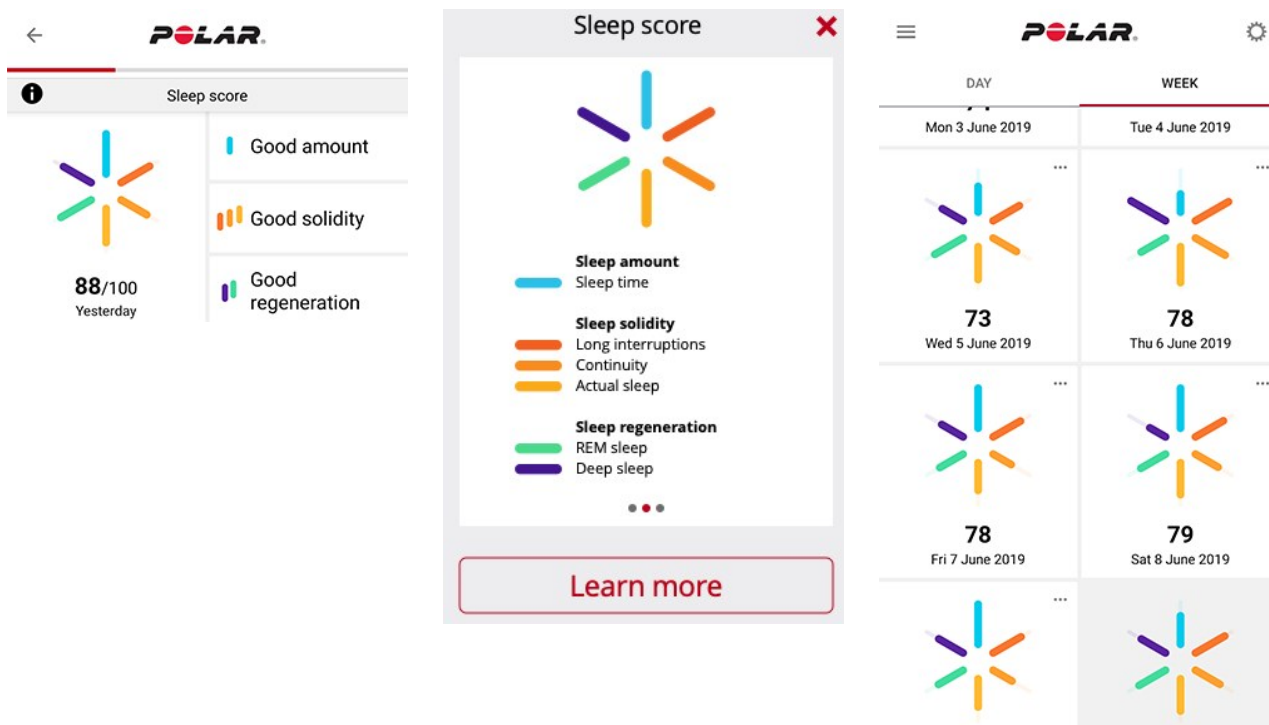 POLAR
Sleep score
Good amount
Good solidity
Good
regeneration
88/100
Yesterday
Sleep score
Sleep amount
Sleep time
Sleep solidity
Long interruptions
Continuity
Actual sleep
Sleep regeneration
REM sleep
Deep sleep
Learn more
POLAR
DAY
WEEK
Mon 3 June 2019
Tue 4 June 2019
73
Wed 5 June 2019
78
Thu 6 June 2019
78
Fri 7 June 2019
79
Sat 8 June 2019